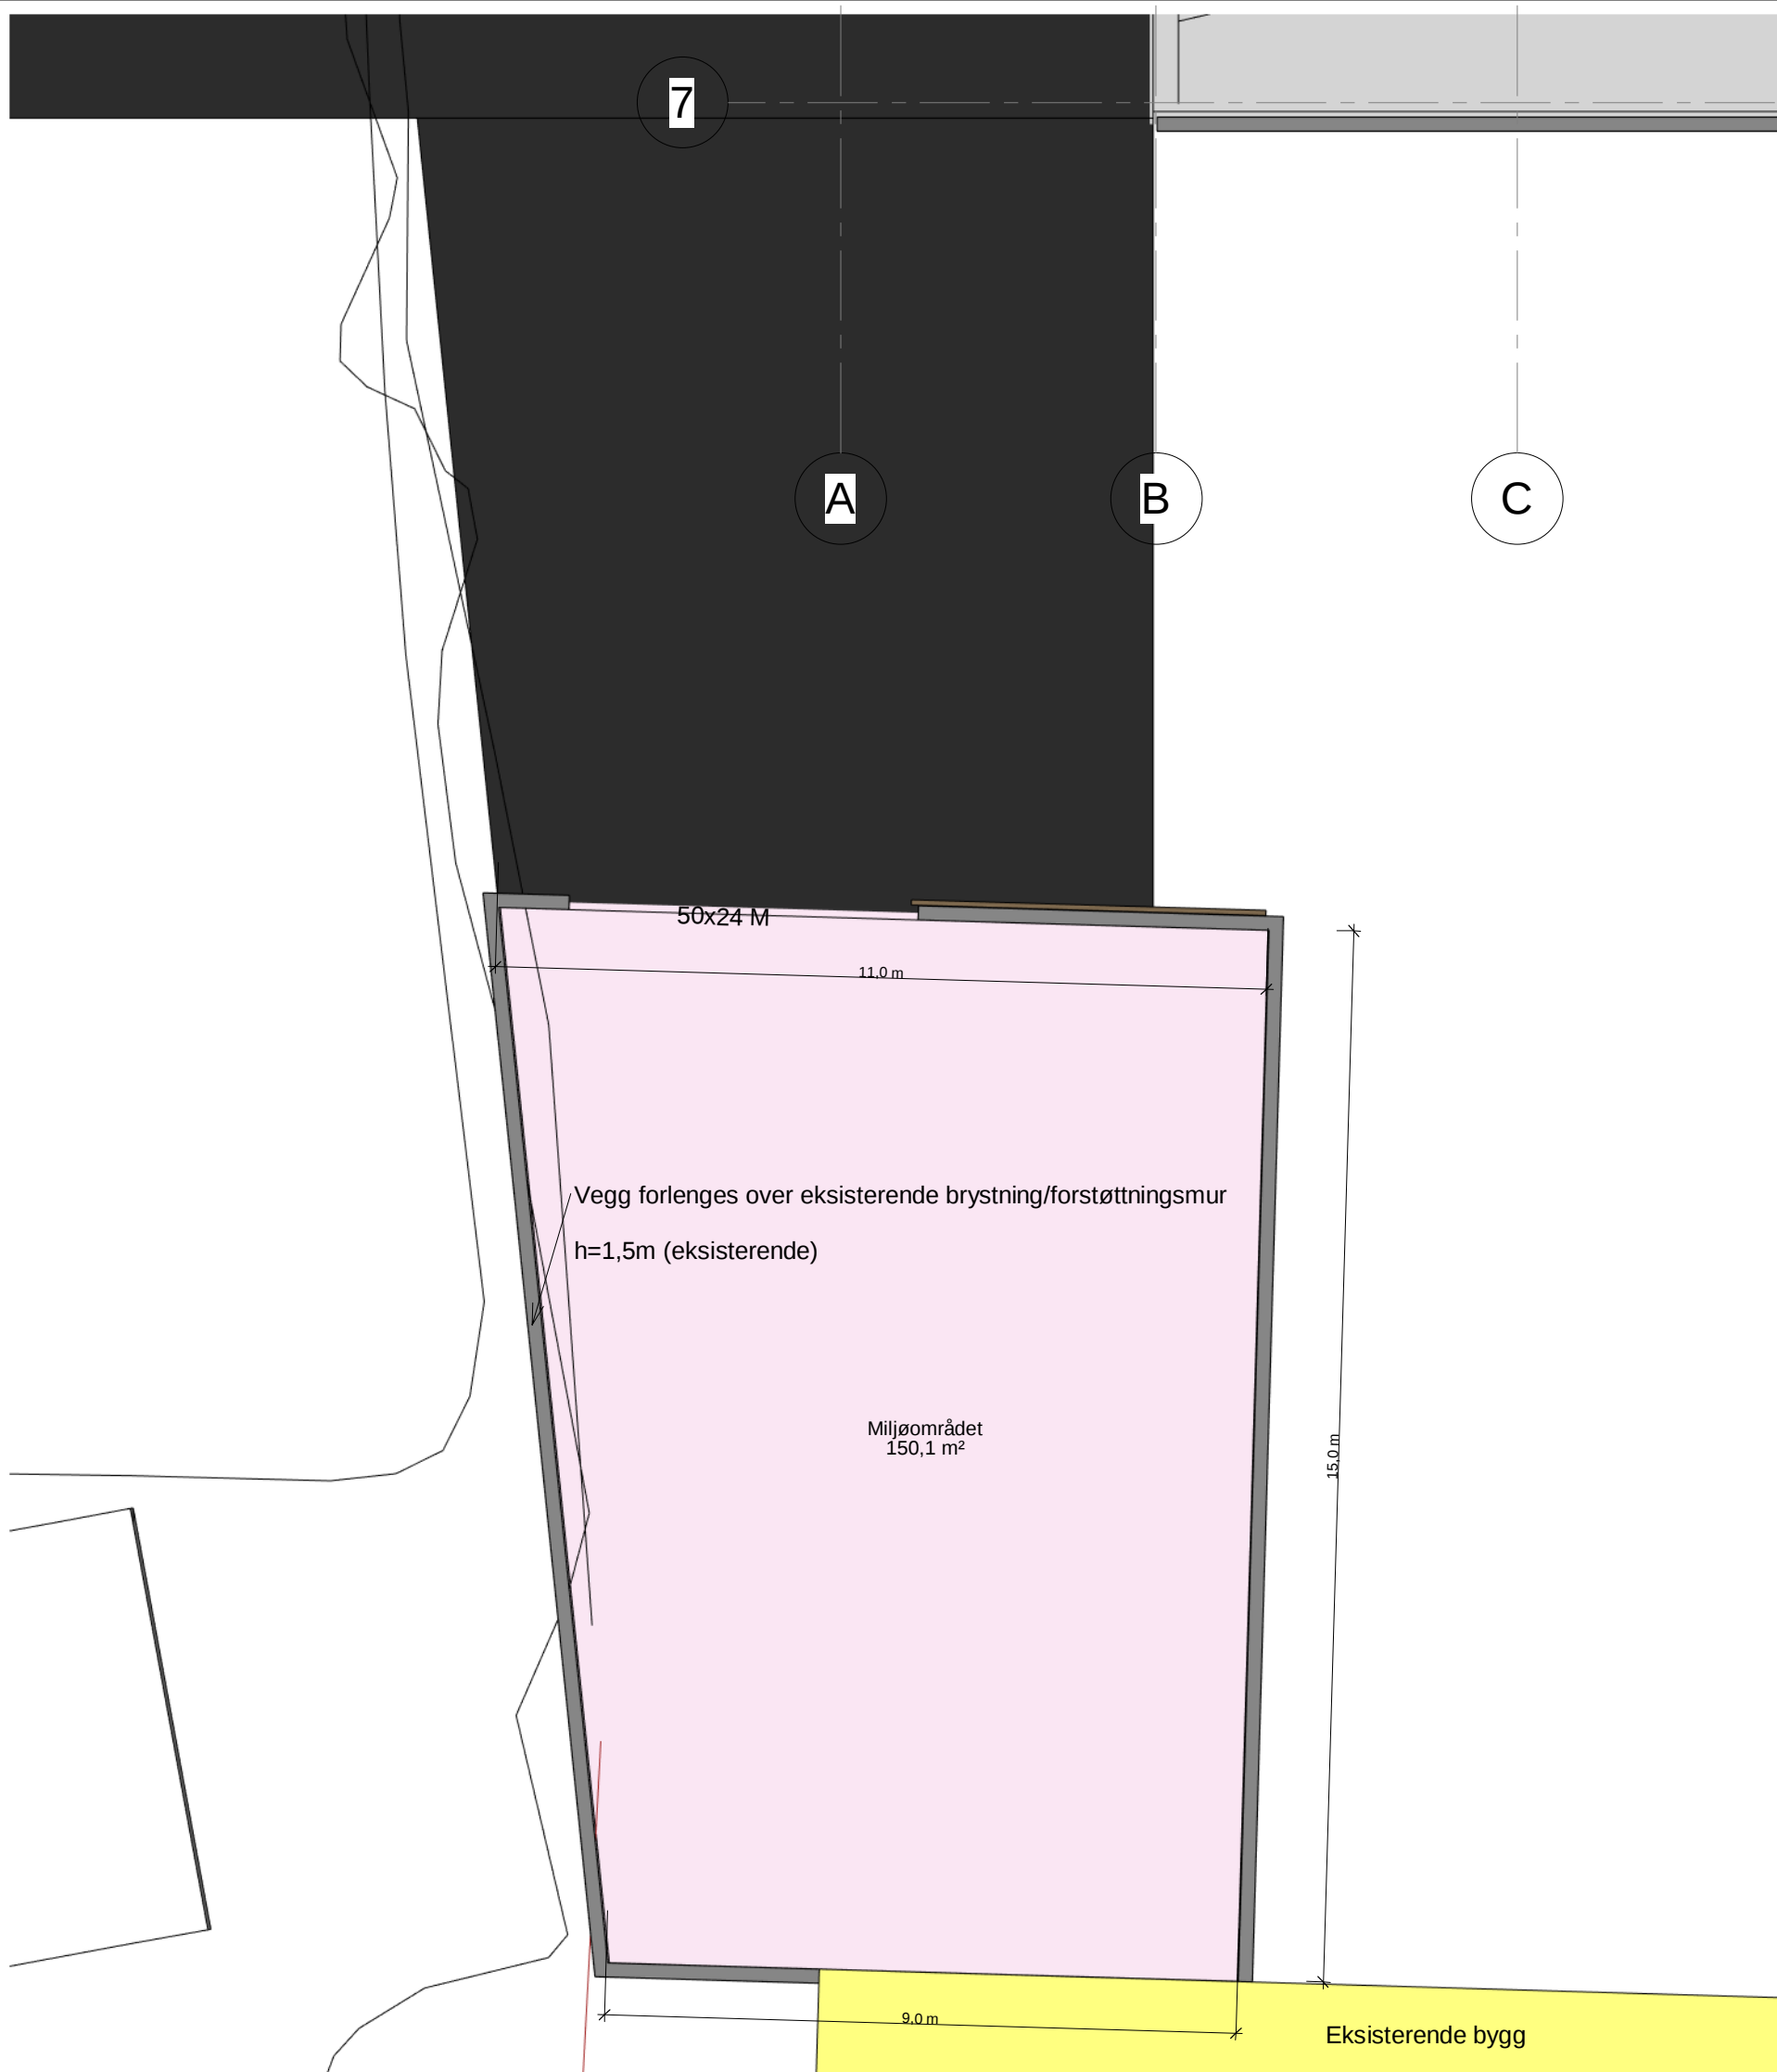 7
A
B
C
50x24 M
11,0 m
Vegg forlenges over eksisterende brystning/forstøttningsmur
h=1,5m (eksisterende)
Miljøområdet
150,1 m²
15,0 m
9,0 m
Eksisterende bygg